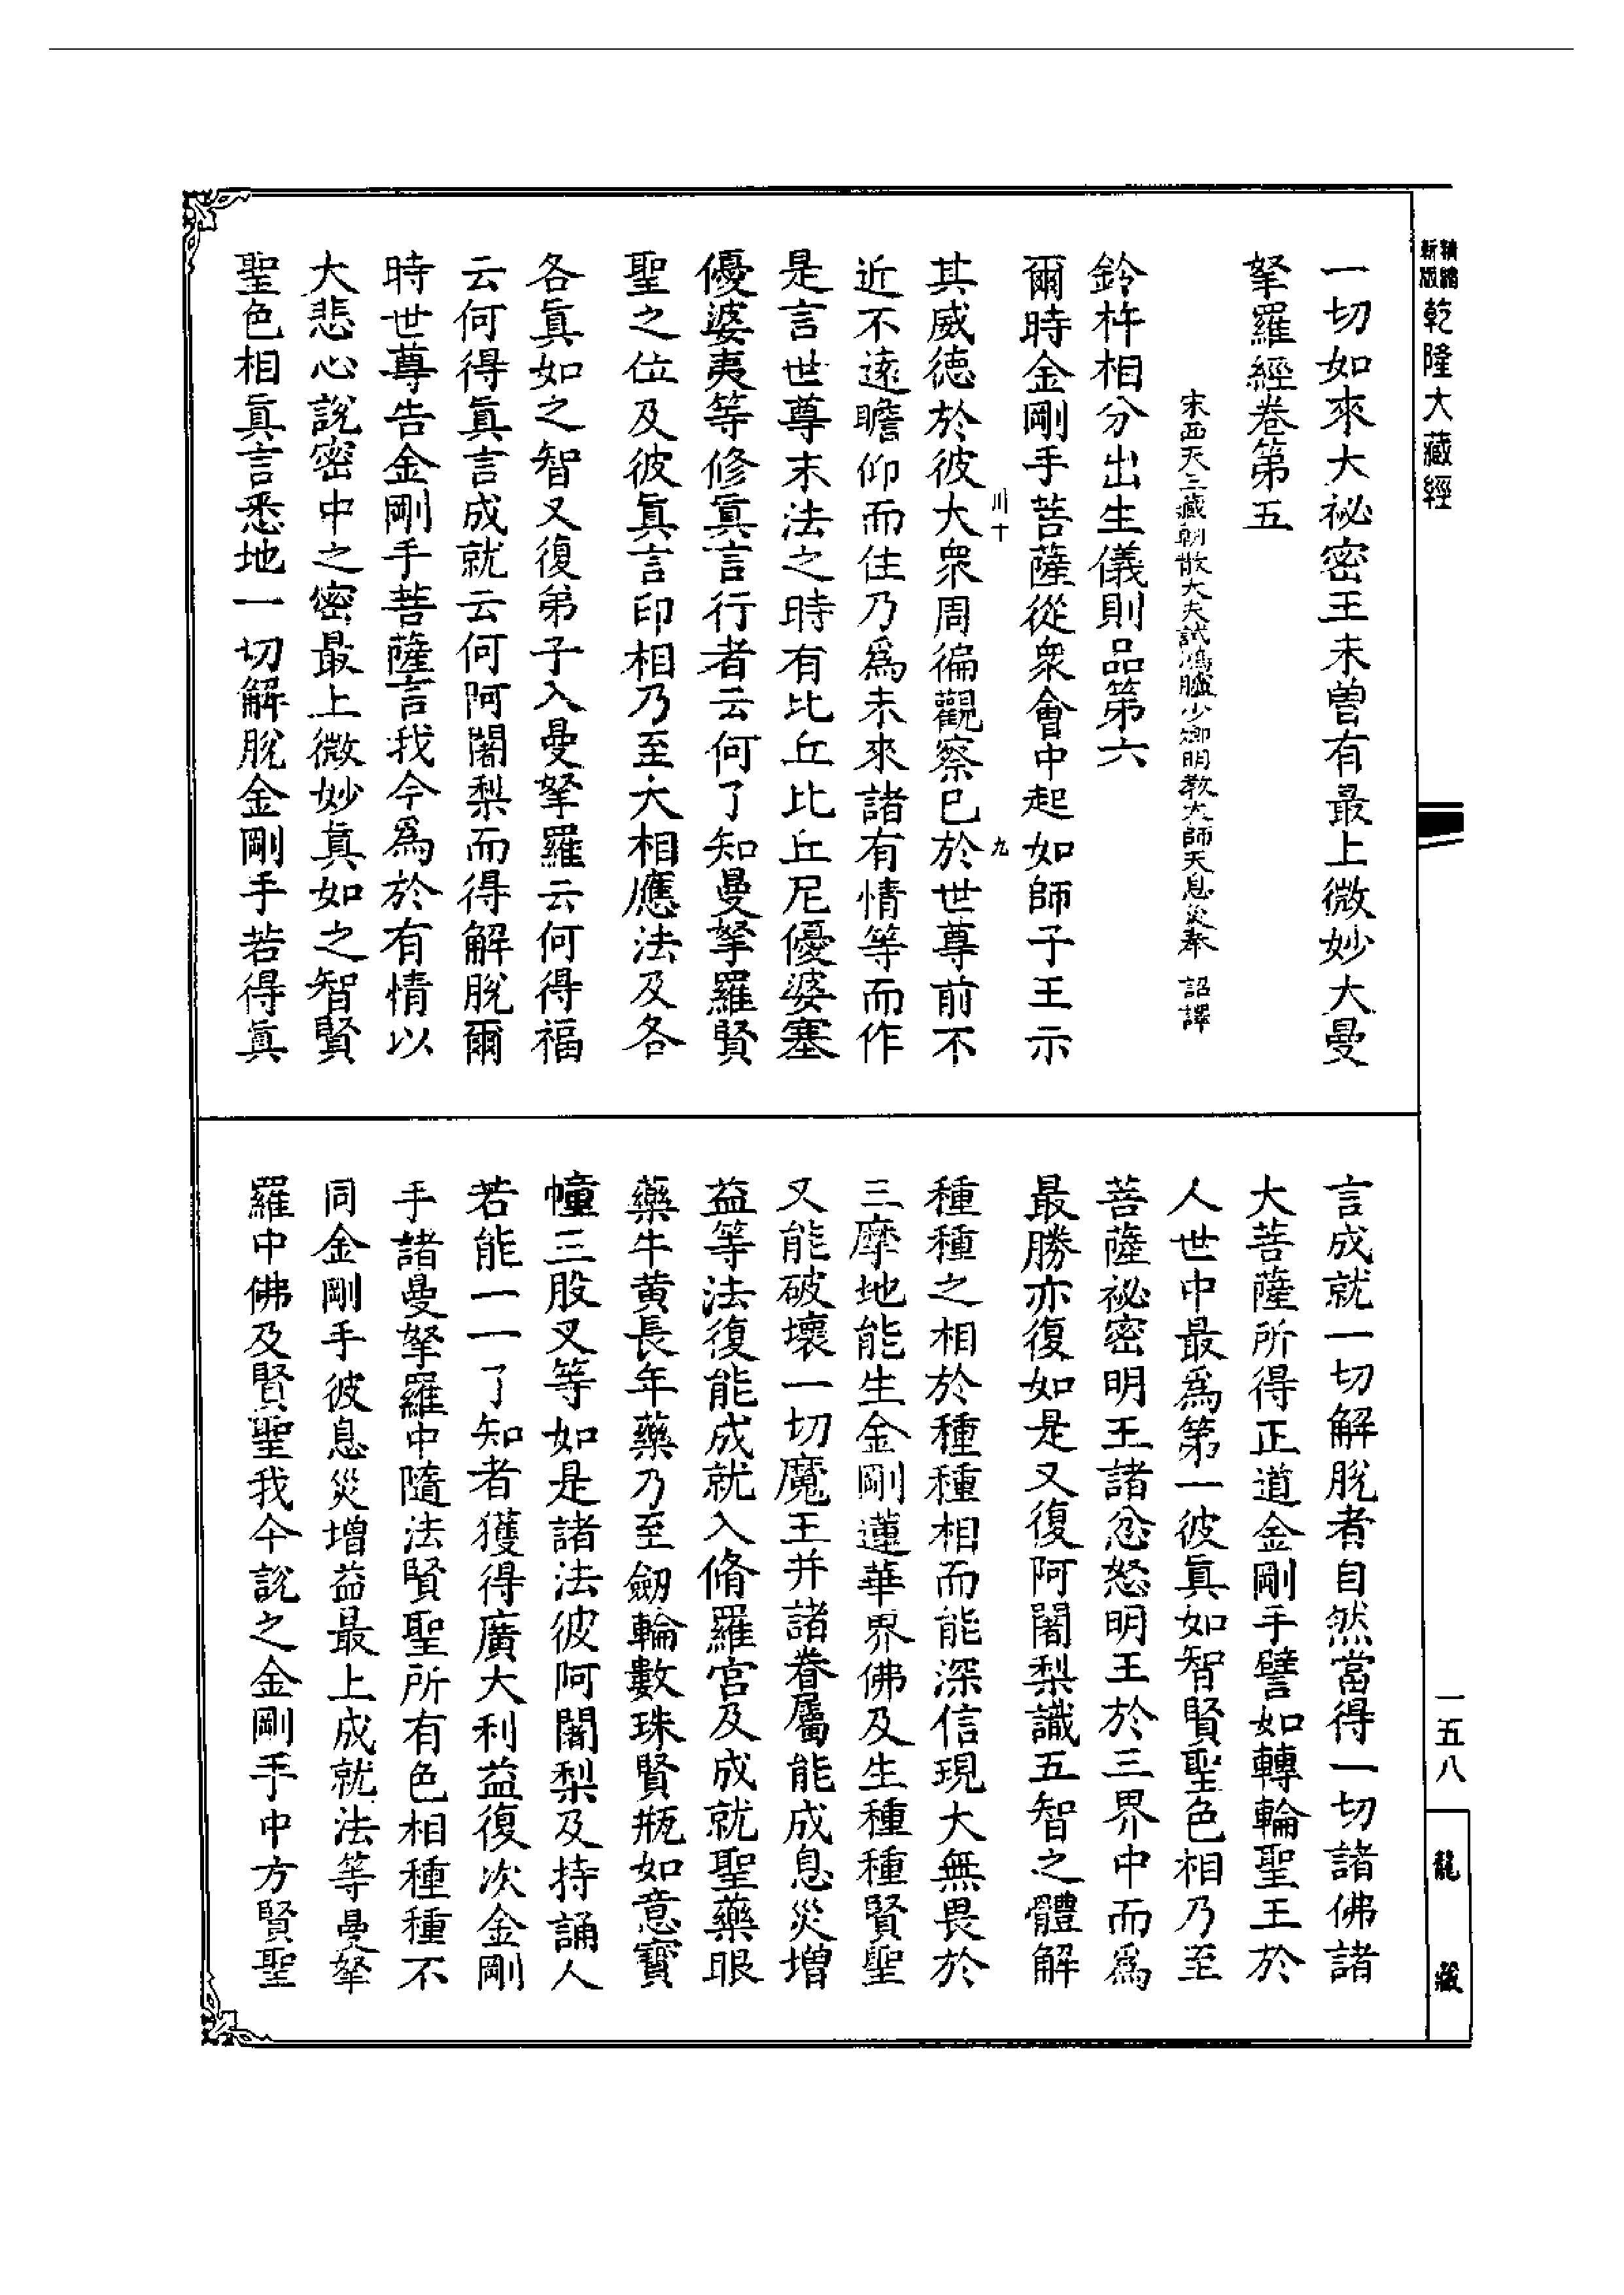 精縮新版 乾隆大藏經
一切如來大祕密王未曾有最上微妙大曼
拏羅經卷第五
宋西天三藏朝散大夫試鴻臚少卿明教大師天息災奉 詔譯
鈴杵相分出生儀則品第六
爾時金剛手菩薩從衆會中起如師子王示
川十 九
其威德於彼大衆周徧觀察已於世尊前不
近不遠瞻仰而住乃爲未來諸有情等而作
是言世尊末法之時有比丘比丘尼優婆塞
優婆夷等修眞言行者云何了知曼拏羅賢
聖之位及彼眞言印相乃至大相應法及各
各眞如之智又復弟子入曼拏羅云何得福
云何得眞言成就云何阿闍梨而得解脫爾
時世尊告金剛手菩薩言我今爲於有情以
大悲心說密中之密最上微妙眞如之智賢
聖色相眞言悉地一切解脫金剛手若得眞
言成就一切解脫者自然當得一切諸佛諸
大菩薩所得正道金剛手譬如轉輪聖王於
人世中最爲第一彼眞如智賢聖色相乃至
菩薩祕密明王諸忿怒明王於三界中而爲
最勝亦復如是又復阿闍梨識五智之體解
種種之相於種種相而能深信現大無畏於
三摩地能生金剛蓮華界佛及生種種賢聖
又能破壞一切魔王并諸眷屬能成息災增
益等法復能成就入脩羅宮及成就聖藥眼
藥牛黃長年藥乃至劒輪數珠賢瓶如意寶
幢三股叉等如是諸法彼阿闍梨及持誦人
若能一一了知者獲得廣大利益復次金剛
手諸曼拏羅中隨法賢聖所有色相種種不
同金剛手彼息災增益最上成就法等曼拏
羅中佛及賢聖我今說之金剛手中方賢聖
一五八
龍藏